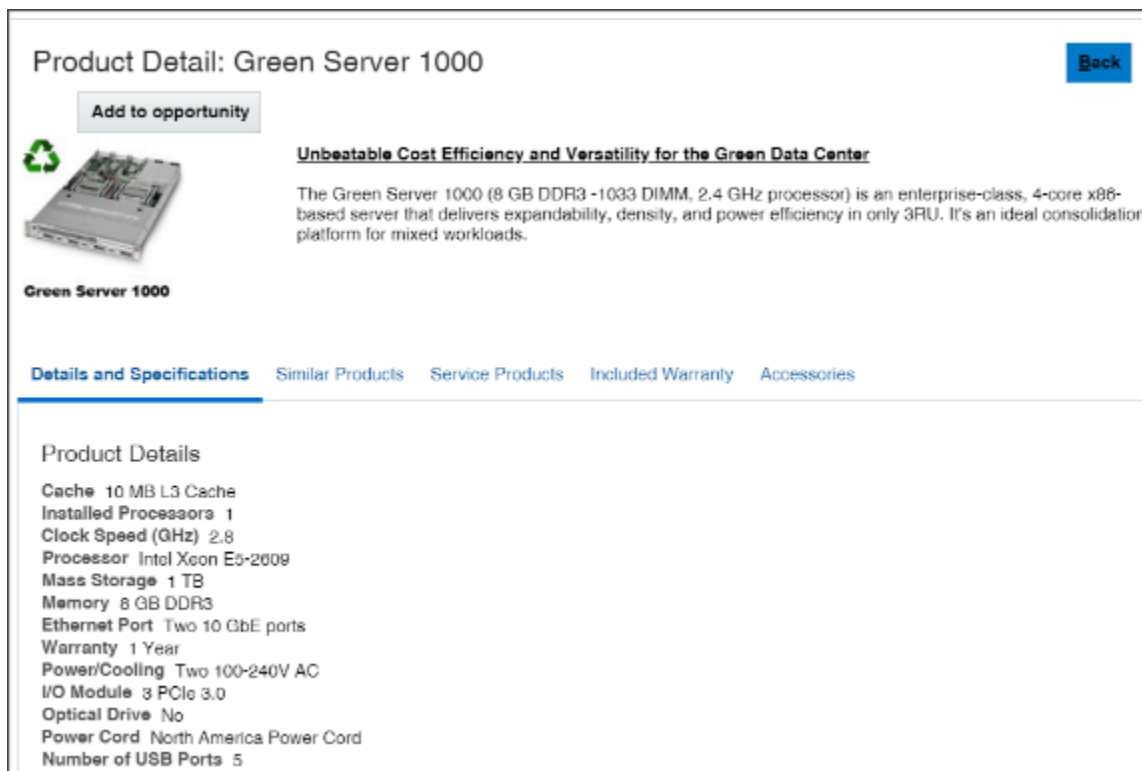 Product Detail: Green Server 1000
Back
Add to opportunity
Unbeatable Cost Efficiency and Versatility for the Green Data Center
The Green Server 1000 (8 GB DDR3 -1033 DIMM, 2.4 GHz processor) is an enterprise-class, 4-core x86-
based server that delivers expandability, density, and power efficiency in only 3RU. It's an ideal consolidation
platform for mixed workloads.
Green Server 1000
Details and Specifications Similar Products Service Products Included Warranty Accessories
Product Details
Cache 10 MB L3 Cache
Installed Processors 1
Clock Speed (GHz) 2.8
Processor Intel Xeon E5-2609
Mass Storage 1 TB
Memory 8 GB DDR3
Ethernet Port Two 10 GbE ports
Warranty 1 Year
Power/Cooling Two 100-240V AC
I/O Module 3 PCIe 3.0
Optical Drive No
Power Cord North America Power Cord
Number of USB Ports 5